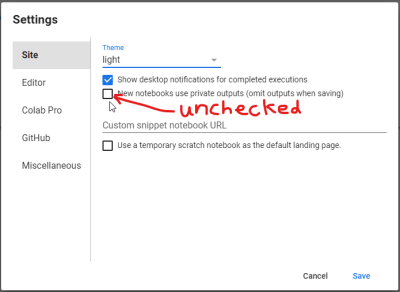 Settings
Site
Editor
Colab Pro
GitHub
Miscellaneous
Theme
light
Show desktop notifications for completed executions
New notebooks use private outputs (omit outputs when saving)
unchecked
Custom snippet notebook URL
Use a temporary scratch notebook as the default landing page.
Cancel
Save